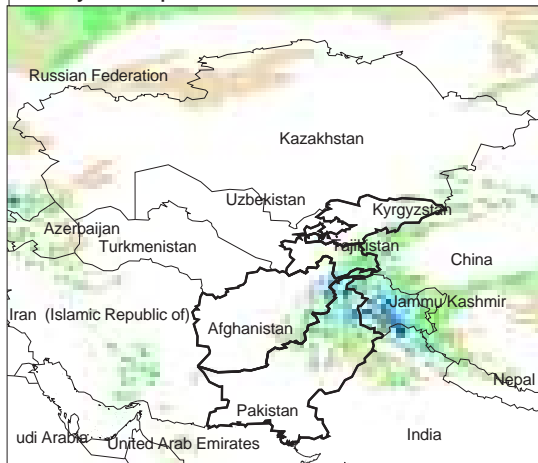 Russian Federation
Kazakhstan
Uzbekistan
Kyrgyzstan
Azerbaijan
Turkmenistan
Tajikistan
China
Iran (Islamic Republic of)
Jammu Kashmir
Afghanistan
Nepal
Pakistan
India
udi Arabia
United Arab Emirates